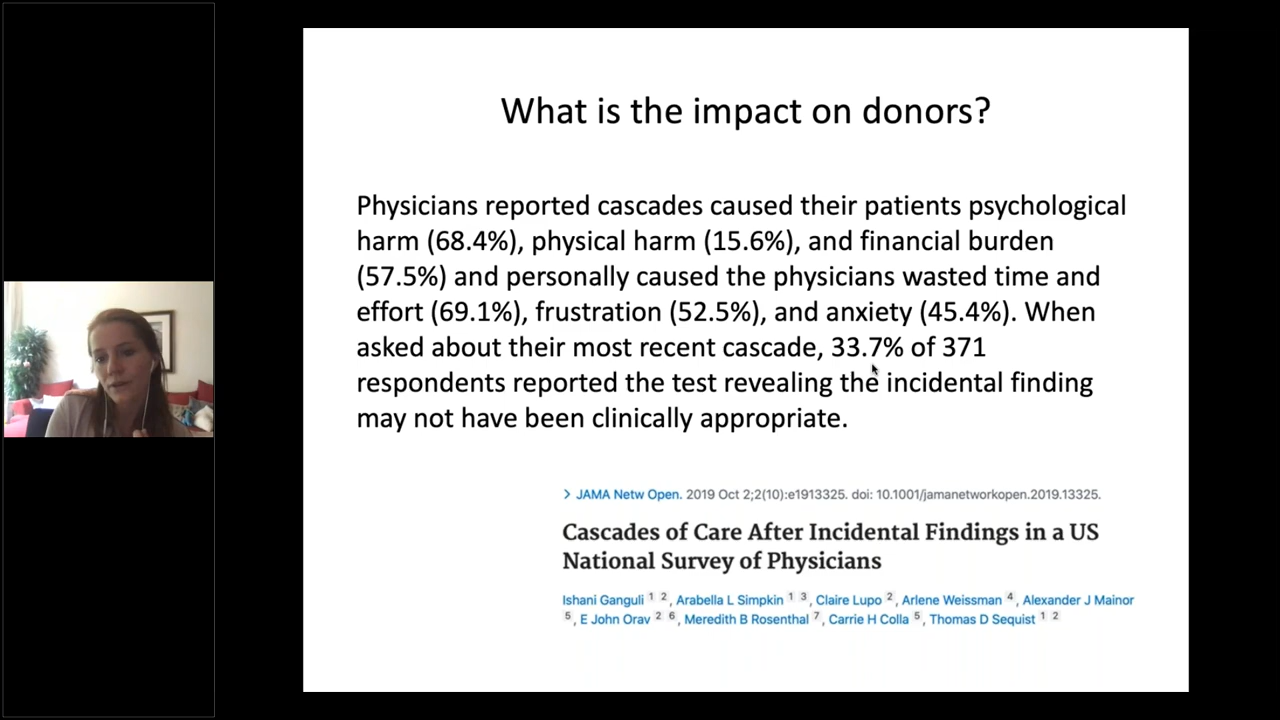 What is the impact on donors?
Physicians reported cascades caused their patients psychological
harm (68.4%), physical harm (15.6%), and financial burden
(57.5%) and personally caused the physicians wasted time and
effort (69.1%), frustration (52.5%), and anxiety (45.4%). When
asked about their most recent cascade, 33.7% of 371
respondents reported the test revealing the incidental finding
may not have been clinically appropriate.
> JAMA Netw Open. 2019 Oct 2;2(10):e1913325. doi: 10.1001/jamanetworkopen.2019.13325.
Cascades of Care After Incidental Findings in a US
National Survey of Physicians
Ishani Ganguli 1 2, Arabella L Simpkin 1 3, Claire Lupo 2, Arlene Weissman 4, Alexander J Mainor
5, E John Orav 2 6, Meredith B Rosenthal 7, Carrie H Colla 5, Thomas D Sequist 1 2